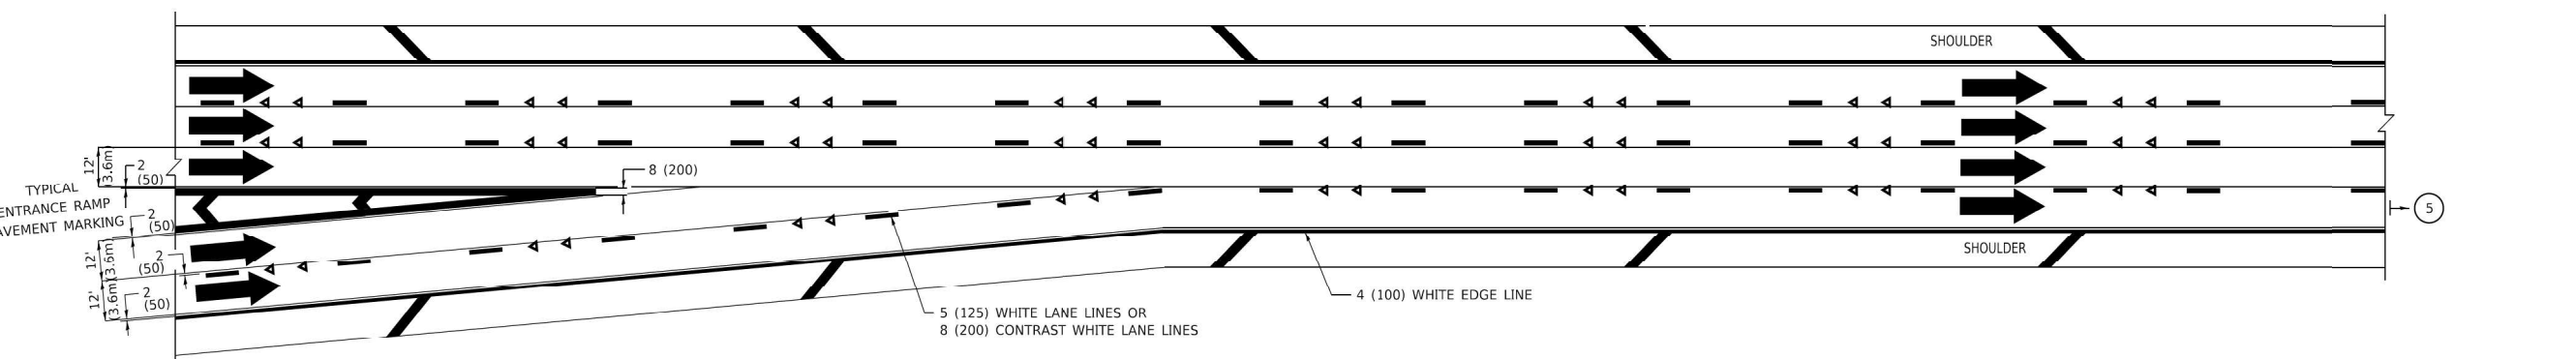 SHOULDER
12'
(3.6m)
2
(50)
8 (200)
TYPICAL
ENTRANCE RAMP
PAVEMENT MARKING
2
(50)
5
12'
(3.6m)
2
(50)
SHOULDER
12'
(3.6m)
2
(50)
4 (100) WHITE EDGE LINE
5 (125) WHITE LANE LINES OR
8 (200) CONTRAST WHITE LANE LINES